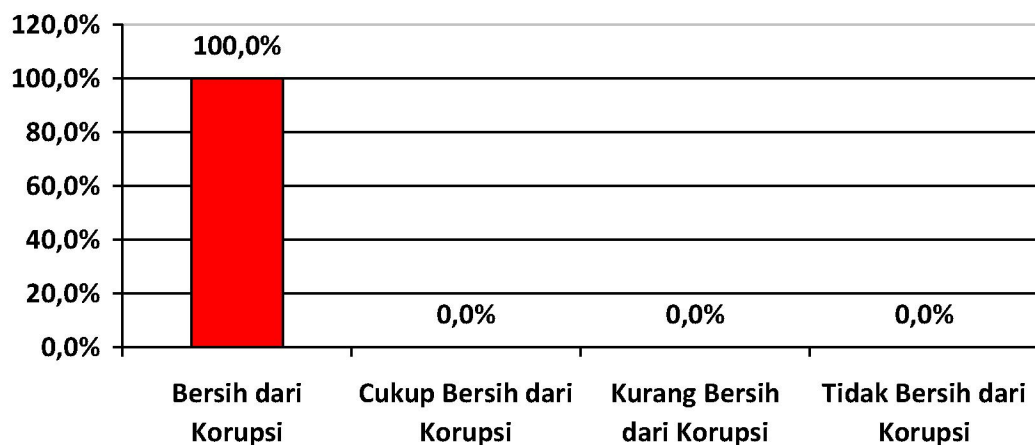 120,0%
100,0%
100,0%
80,0%
60,0%
40,0%
20,0%
0,0%
0,0%
0,0%
0,0%
Bersih dari
Korupsi
Cukup Bersih dari
Korupsi
Kurang Bersih
dari Korupsi
Tidak Bersih dari
Korupsi